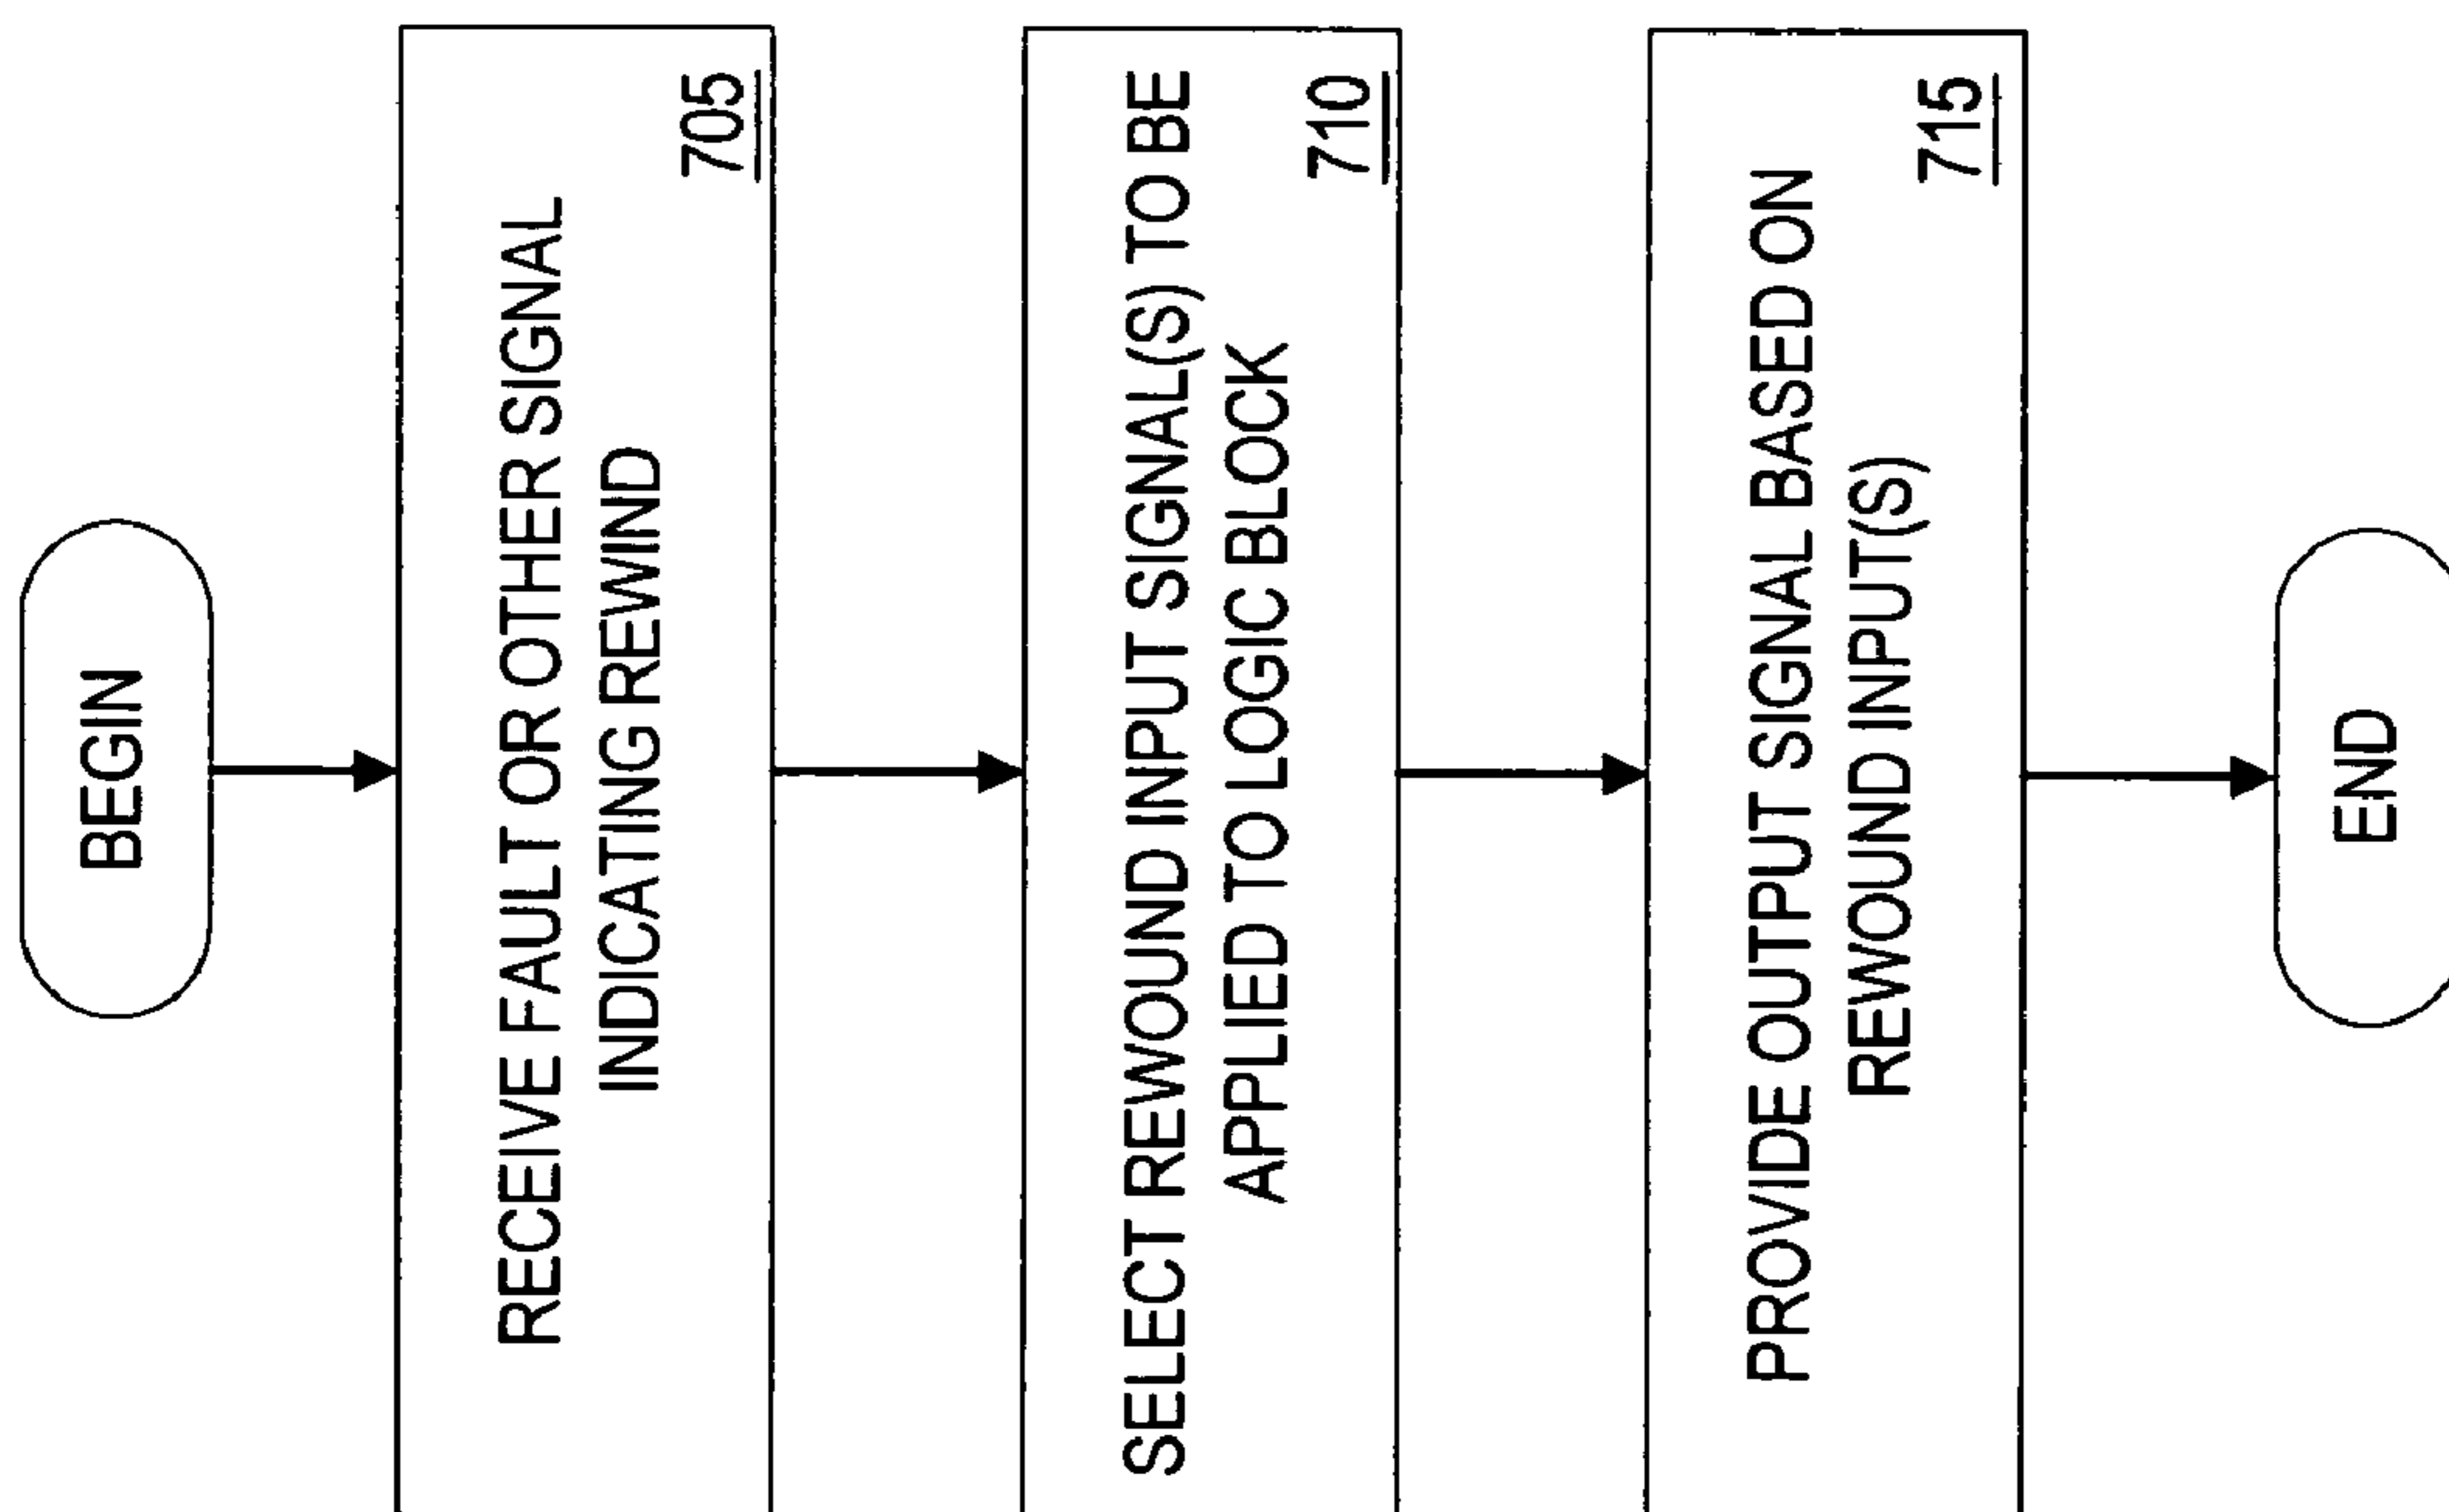 BEGIN
RECEIVE FAULT OR OTHER SIGNAL
INDICATING REWIND
705
SELECT REWOUND INPUT SIGNAL(S) TO BE
APPLIED TO LOGIC BLOCK
710
PROVIDE OUTPUT SIGNAL BASED ON
REWOUND INPUT(S)
715
END